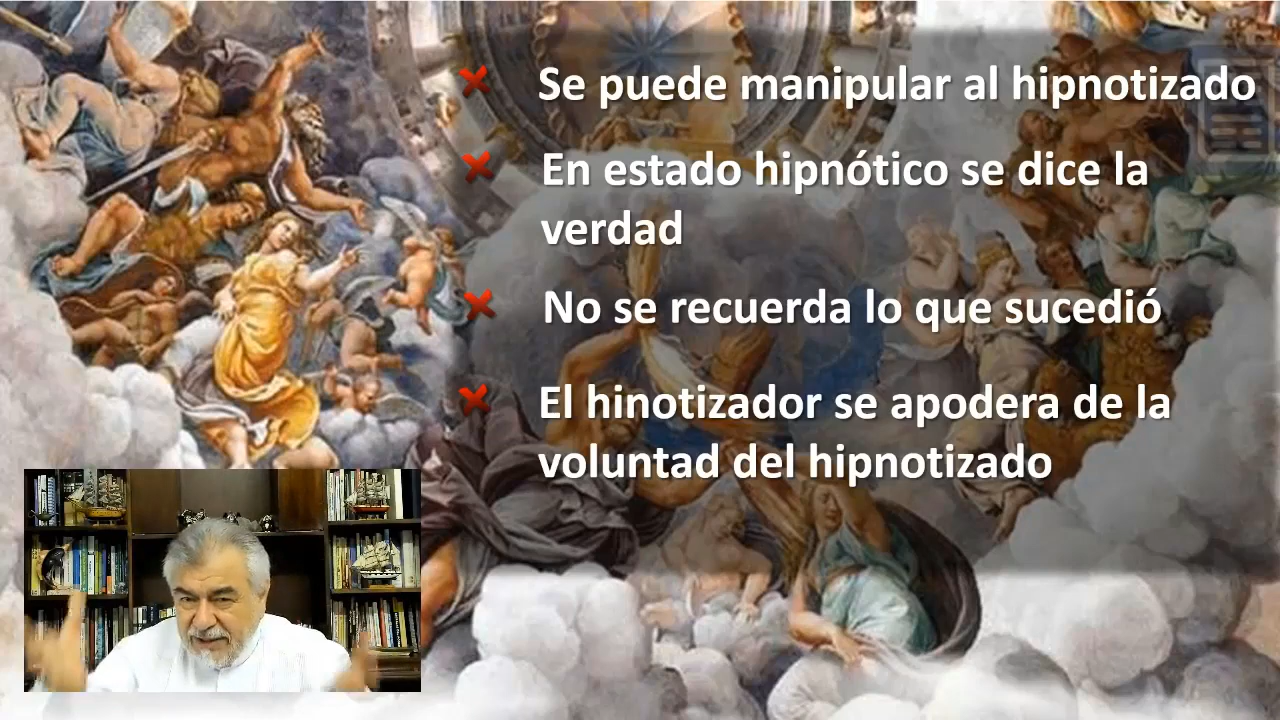 Se puede manipular al hipnotizado
En estado hipnótico se dice la
verdad
No se recuerda lo que sucedió
El hinotizador se apodera de la
voluntad del hipnotizado